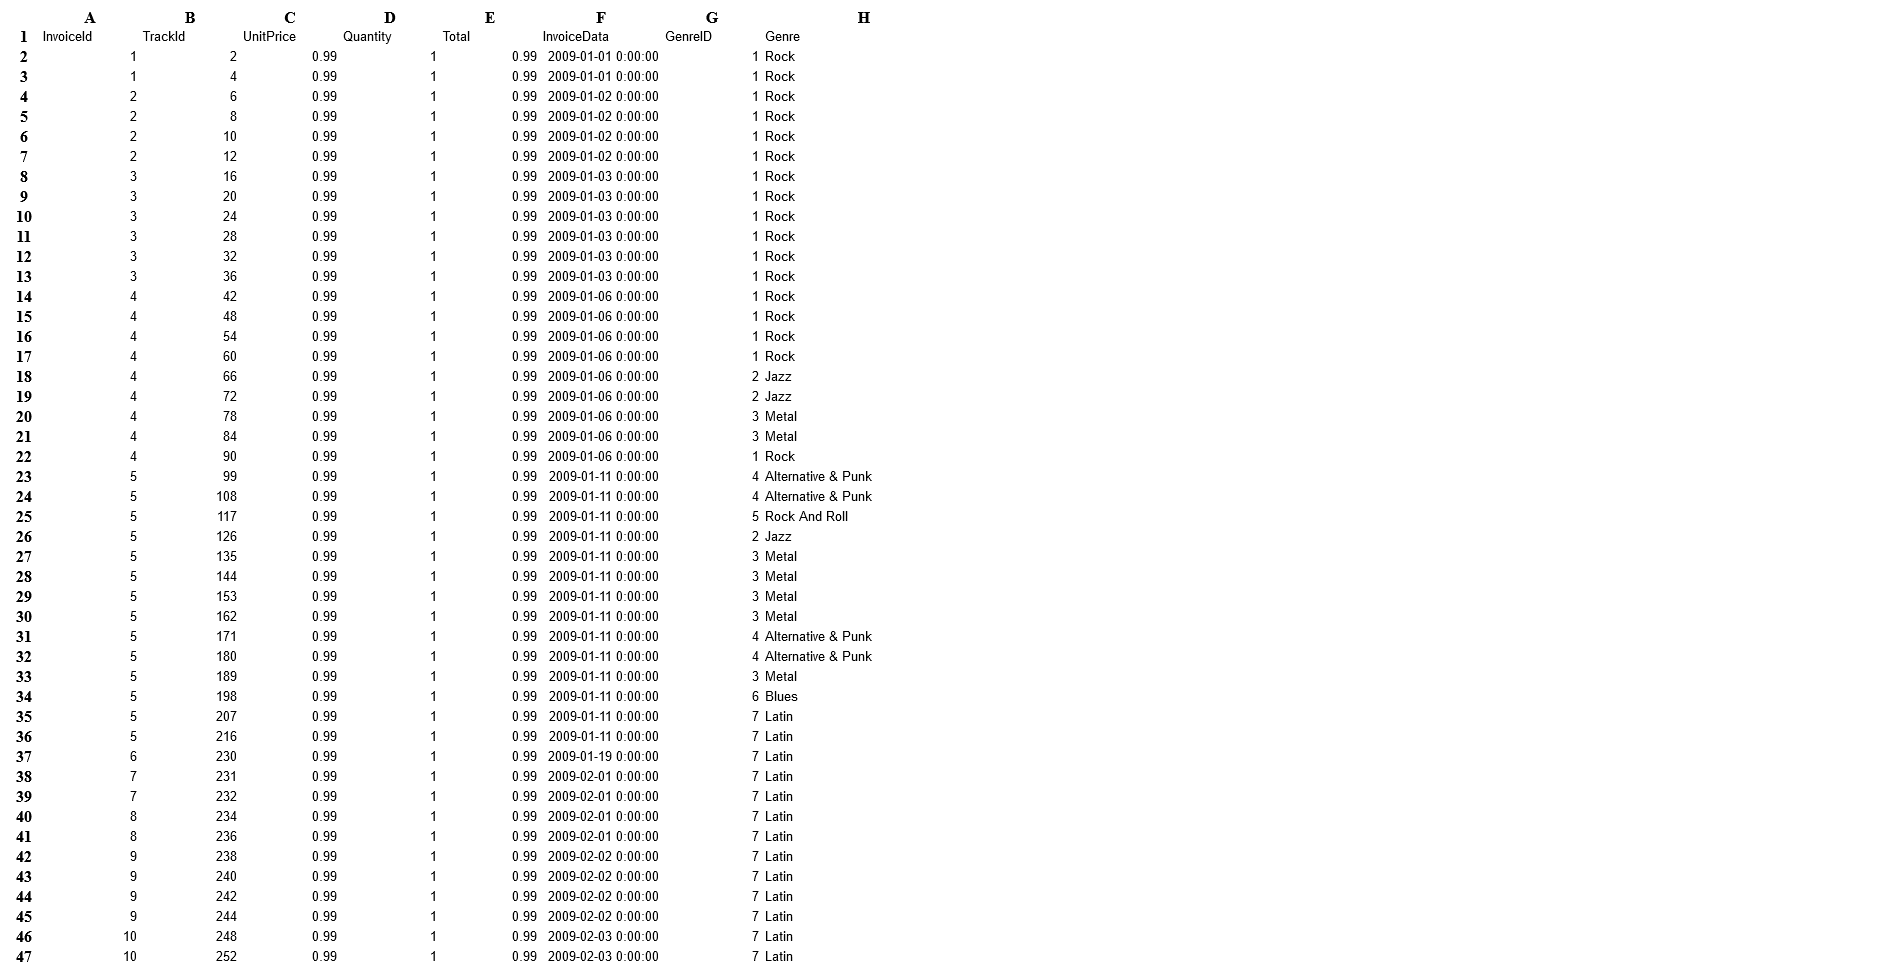 A B C D E F G H
1 InvoiceId TrackId UnitPrice Quantity Total InvoiceData GenreID Genre
2 1 2 0.99 1 0.99 2009-01-01 0:00:00 1 Rock
3 1 4 0.99 1 0.99 2009-01-01 0:00:00 1 Rock
4 2 6 0.99 1 0.99 2009-01-02 0:00:00 1 Rock
5 2 8 0.99 1 0.99 2009-01-02 0:00:00 1 Rock
6 2 10 0.99 1 0.99 2009-01-02 0:00:00 1 Rock
7 2 12 0.99 1 0.99 2009-01-02 0:00:00 1 Rock
8 3 16 0.99 1 0.99 2009-01-03 0:00:00 1 Rock
9 3 20 0.99 1 0.99 2009-01-03 0:00:00 1 Rock
10 3 24 0.99 1 0.99 2009-01-03 0:00:00 1 Rock
11 3 28 0.99 1 0.99 2009-01-03 0:00:00 1 Rock
12 3 32 0.99 1 0.99 2009-01-03 0:00:00 1 Rock
13 3 36 0.99 1 0.99 2009-01-03 0:00:00 1 Rock
14 4 42 0.99 1 0.99 2009-01-06 0:00:00 1 Rock
15 4 48 0.99 1 0.99 2009-01-06 0:00:00 1 Rock
16 4 54 0.99 1 0.99 2009-01-06 0:00:00 1 Rock
17 4 60 0.99 1 0.99 2009-01-06 0:00:00 1 Rock
18 4 66 0.99 1 0.99 2009-01-06 0:00:00 2 Jazz
19 4 72 0.99 1 0.99 2009-01-06 0:00:00 2 Jazz
20 4 78 0.99 1 0.99 2009-01-06 0:00:00 3 Metal
21 4 84 0.99 1 0.99 2009-01-06 0:00:00 3 Metal
22 4 90 0.99 1 0.99 2009-01-06 0:00:00 1 Rock
23 5 99 0.99 1 0.99 2009-01-11 0:00:00 4 Alternative & Punk
24 5 108 0.99 1 0.99 2009-01-11 0:00:00 4 Alternative & Punk
25 5 117 0.99 1 0.99 2009-01-11 0:00:00 5 Rock And Roll
26 5 126 0.99 1 0.99 2009-01-11 0:00:00 2 Jazz
27 5 135 0.99 1 0.99 2009-01-11 0:00:00 3 Metal
28 5 144 0.99 1 0.99 2009-01-11 0:00:00 3 Metal
29 5 153 0.99 1 0.99 2009-01-11 0:00:00 3 Metal
30 5 162 0.99 1 0.99 2009-01-11 0:00:00 3 Metal
31 5 171 0.99 1 0.99 2009-01-11 0:00:00 4 Alternative & Punk
32 5 180 0.99 1 0.99 2009-01-11 0:00:00 4 Alternative & Punk
33 5 189 0.99 1 0.99 2009-01-11 0:00:00 3 Metal
34 5 198 0.99 1 0.99 2009-01-11 0:00:00 6 Blues
35 5 207 0.99 1 0.99 2009-01-11 0:00:00 7 Latin
36 5 216 0.99 1 0.99 2009-01-11 0:00:00 7 Latin
37 6 230 0.99 1 0.99 2009-01-19 0:00:00 7 Latin
38 7 231 0.99 1 0.99 2009-02-01 0:00:00 7 Latin
39 7 232 0.99 1 0.99 2009-02-01 0:00:00 7 Latin
40 8 234 0.99 1 0.99 2009-02-01 0:00:00 7 Latin
41 8 236 0.99 1 0.99 2009-02-01 0:00:00 7 Latin
42 9 238 0.99 1 0.99 2009-02-02 0:00:00 7 Latin
43 9 240 0.99 1 0.99 2009-02-02 0:00:00 7 Latin
44 9 242 0.99 1 0.99 2009-02-02 0:00:00 7 Latin
45 9 244 0.99 1 0.99 2009-02-02 0:00:00 7 Latin
46 10 248 0.99 1 0.99 2009-02-03 0:00:00 7 Latin
47 10 252 0.99 1 0.99 2009-02-03 0:00:00 7 Latin